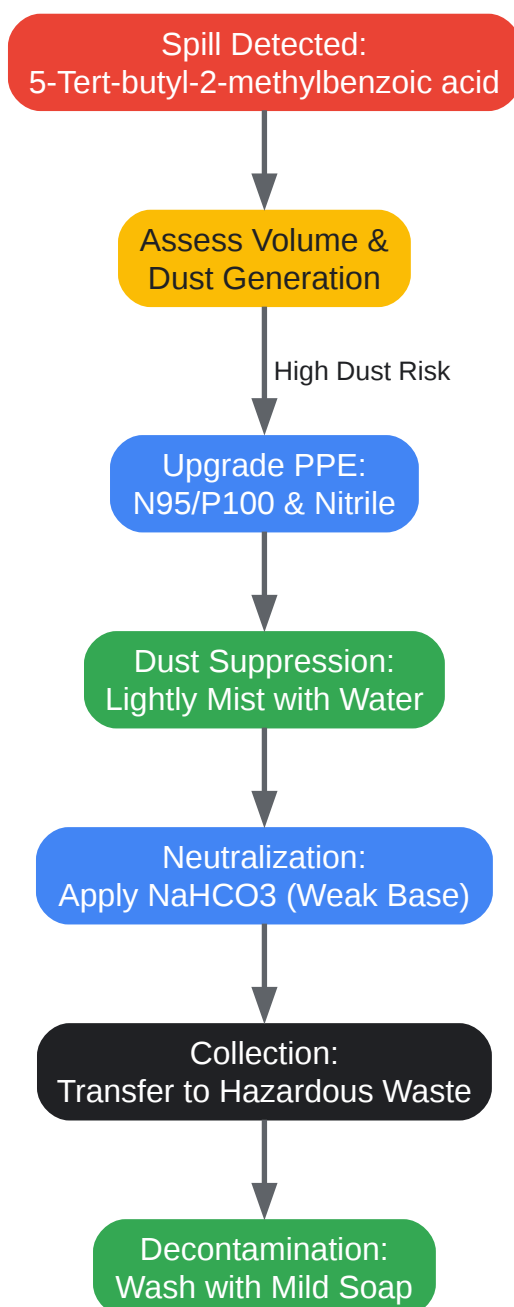 Spill Detected:
5-Tert-butyl-2-methylbenzoic acid
Assess Volume &
Dust Generation
High Dust Risk
Upgrade PPE:
N95/P100 & Nitrile
Dust Suppression:
Lightly Mist with Water
Neutralization:
Apply NaHCO3 (Weak Base)
Collection:
Transfer to Hazardous Waste
Decontamination:
Wash with Mild Soap